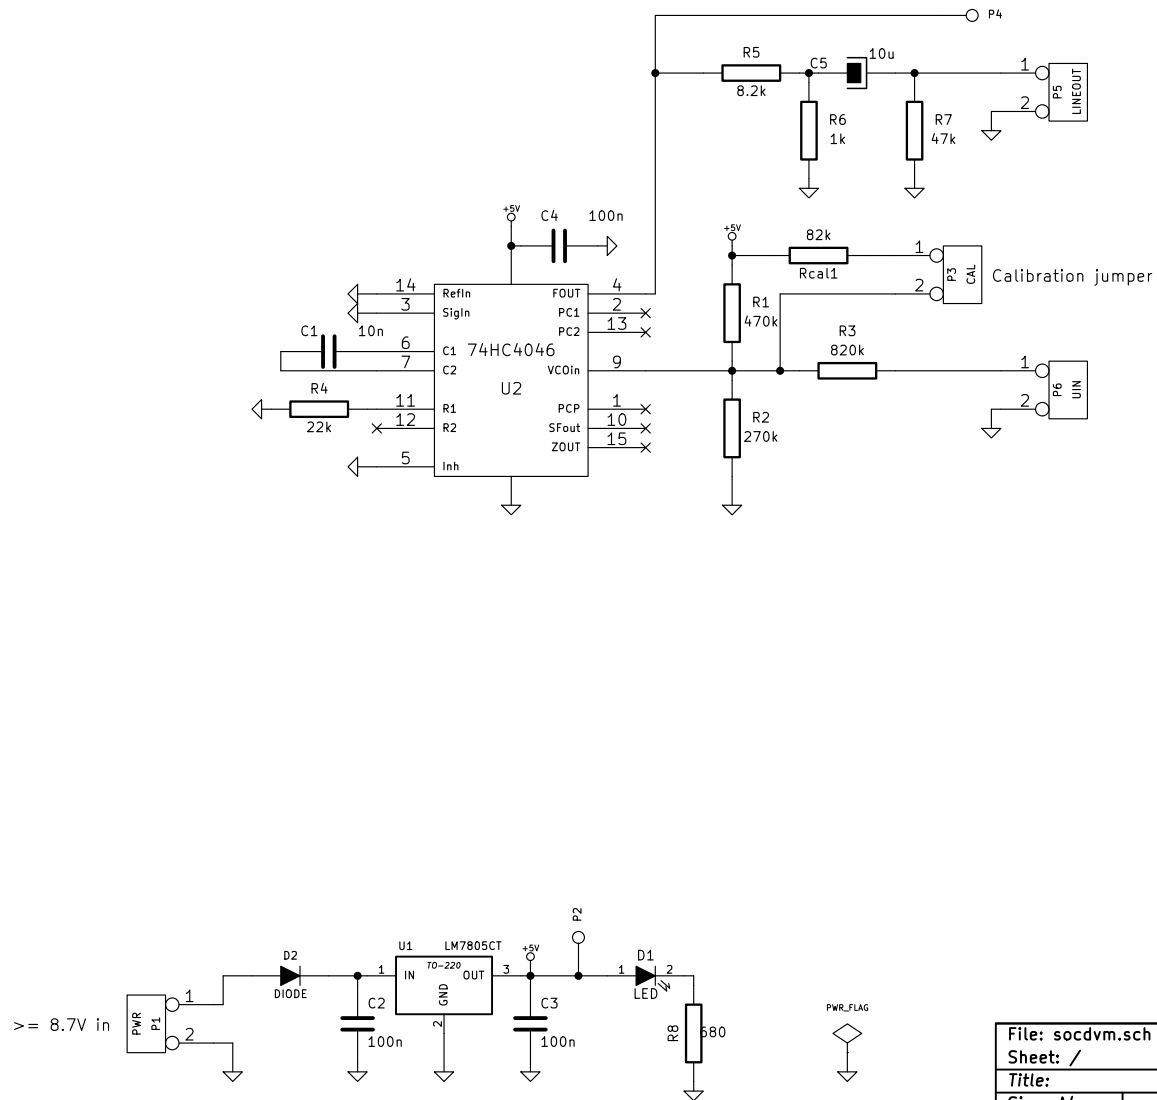 P4
R5
8.2k
C5
10u
R6
1k
R7
47k
1
2
P5
LINEOUT
+5V
C4
100n
14
RefIn
3
SigIn
C1
10n
6
C1
7
C2
R4
22k
11
R1
12
R2
5
Inh
74HC4046
U2
FOUT
4
PC1
2
PC2
13
VCOin
9
PCP
1
SFout
10
ZOUT
15
+5V
82k
Rcal1
1
2
P3
CAL
Calibration jumper
R1
470k
R3
820k
R2
270k
1
2
P6
UIN
>= 8.7V in
PWR
P1
1
2
D2
DIODE
C2
100n
U1
LM7805CT
TO-220
1
IN
OUT
3
GND
2
+5V
C3
100n
P2
D1
1
2
LED
R8
680
PWR_FLAG
File: socdvm.sch
Sheet: /
Title: